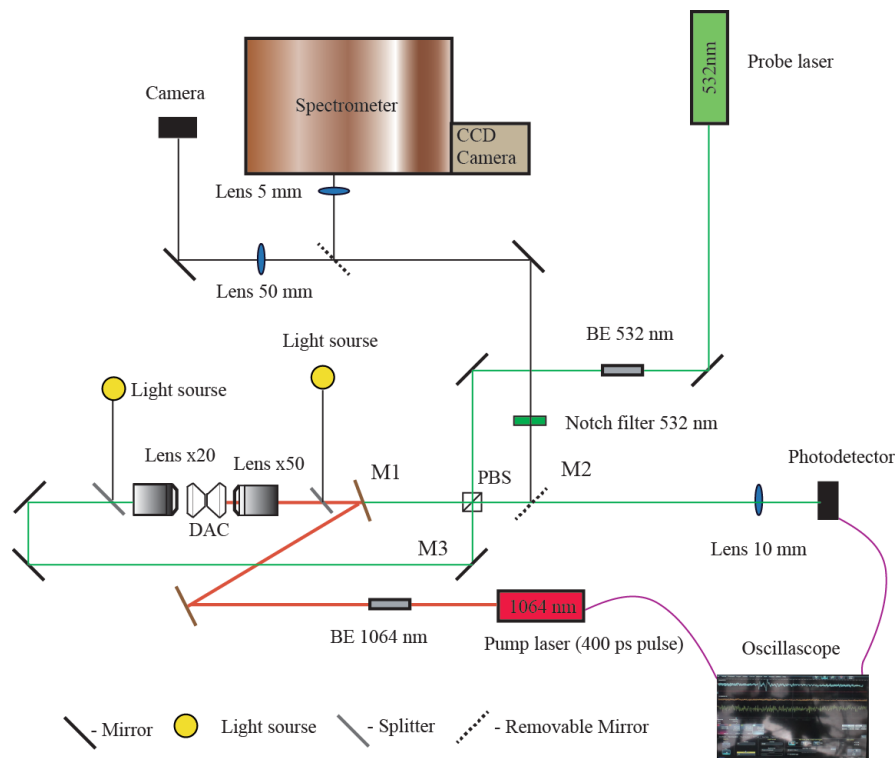 532nm
Probe laser
Camera
Spectrometer
CCD
Camera
Lens 5 mm
Lens 50 mm
BE 532 nm
Light sourse
Light sourse
Notch filter 532 nm
Lens x20
Lens x50
M1
PBS
M2
Photodetector
DAC
M3
Lens 10 mm
1064 nm
BE 1064 nm
Pump laser (400 ps pulse)
Oscillascope
- Mirror
Light sourse
- Splitter
- Removable Mirror